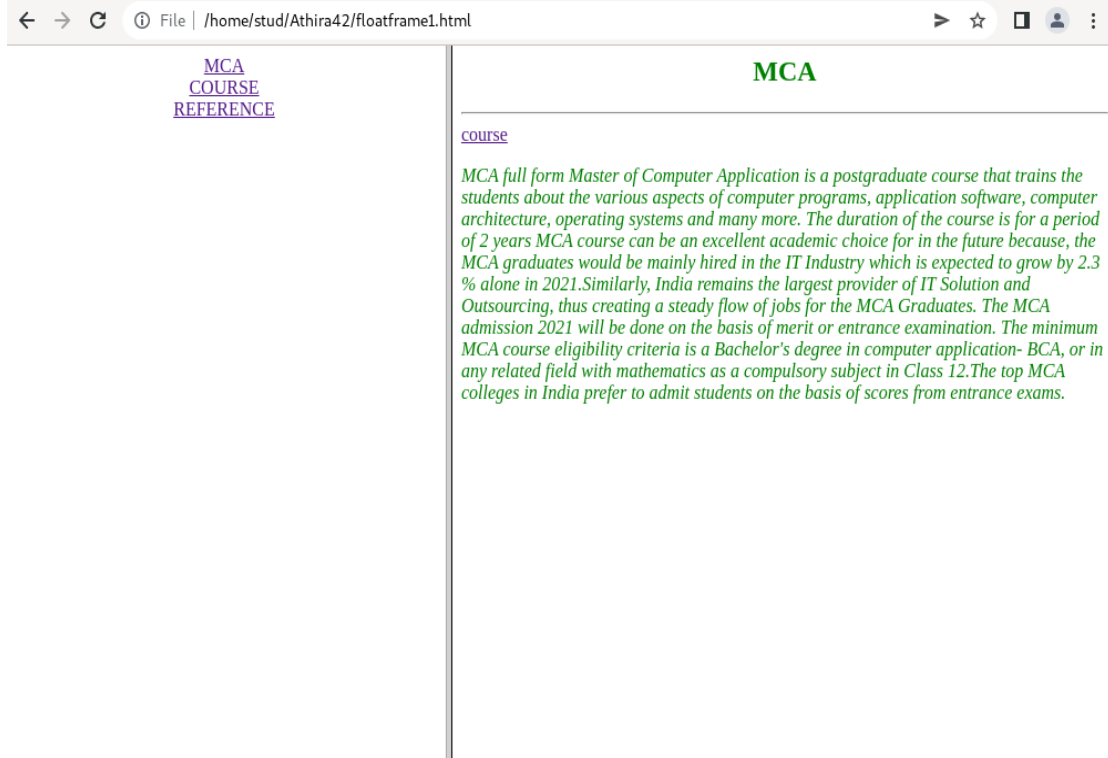 File | /home/stud/Athira42/floatframe1.html
MCA
COURSE
REFERENCE
MCA
course
MCA full form Master of Computer Application is a postgraduate course that trains the
students about the various aspects of computer programs, application software, computer
architecture, operating systems and many more. The duration of the course is for a period
of 2 years MCA course can be an excellent academic choice for in the future because, the
MCA graduates would be mainly hired in the IT Industry which is expected to grow by 2.3
% alone in 2021.Similarly, India remains the largest provider of IT Solution and
Outsourcing, thus creating a steady flow of jobs for the MCA Graduates. The MCA
admission 2021 will be done on the basis of merit or entrance examination. The minimum
MCA course eligibility criteria is a Bachelor's degree in computer application- BCA, or in
any related field with mathematics as a compulsory subject in Class 12.The top MCA
colleges in India prefer to admit students on the basis of scores from entrance exams.